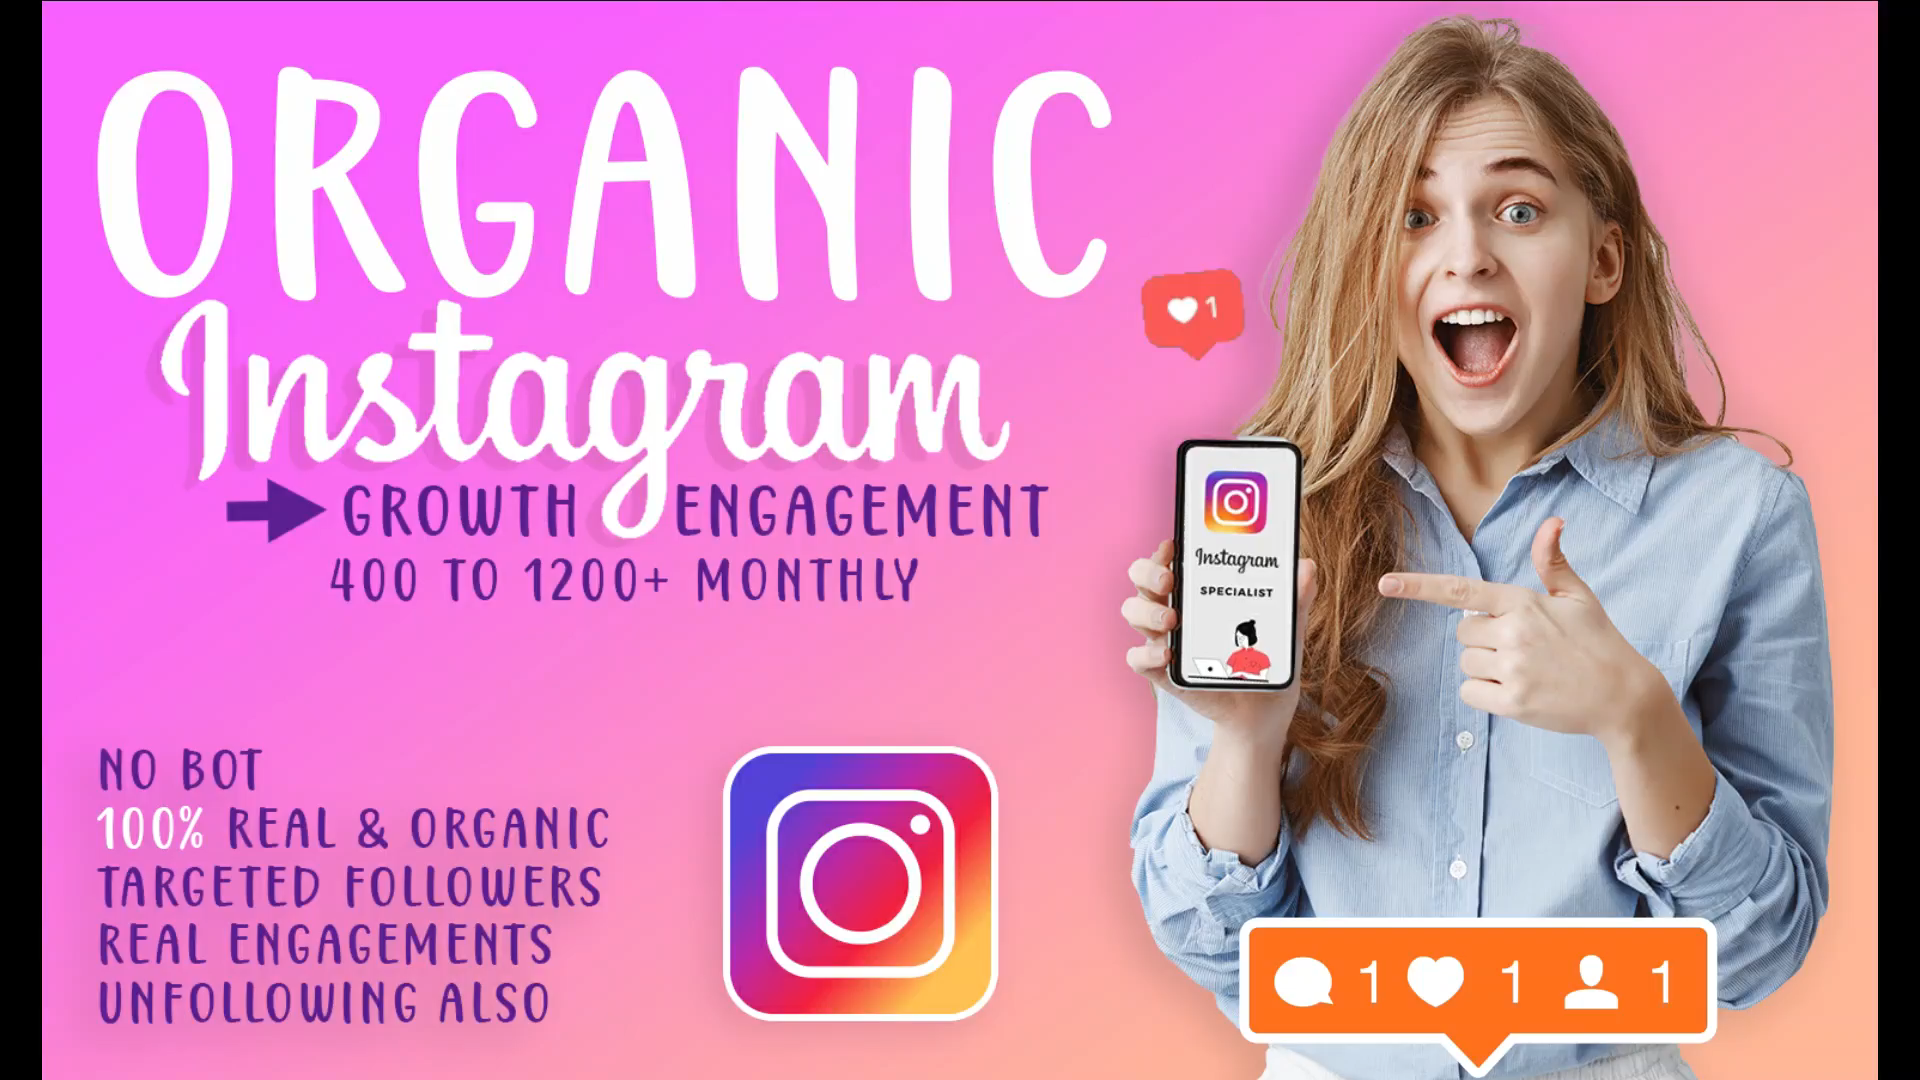 ORGANIC
Instagram
GROWTH ENGAGEMENT
400 TO 1200+ MONTHLY
NO BOT
100% REAL & ORGANIC
TARGETED FOLLOWERS
REAL ENGAGEMENTS
UNFOLLOWING ALSO
1
Instagram
SPECIALIST
1 1 1